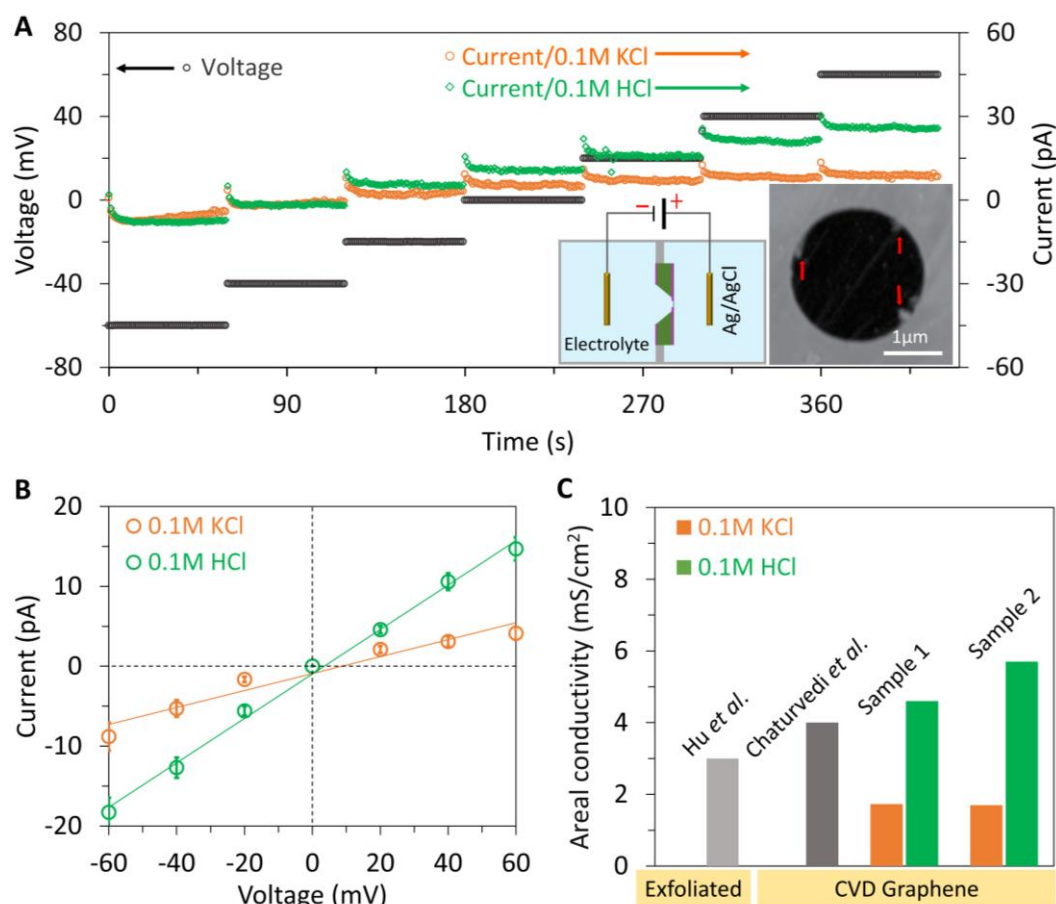 A
80
40
0
-40
-80
Voltage (mV)
Voltage
Current/0.1M KCl
Current/0.1M HCl
60
30
0
-30
-60
Current (pA)
− +
Electrolyte
Ag/AgCl
1μm
0 90 180 270 360
Time (s)
B
20
10
0
-10
-20
Current (pA)
0.1M KCl
0.1M HCl
-60 -40 -20 0 20 40 60
Voltage (mV)
C
10
8
6
4
2
0
Areal conductivity (mS/cm²)
0.1M KCl
0.1M HCl
Hu et al.
Chaturvedi et al.
Sample 1
Sample 2
Exfoliated
CVD Graphene